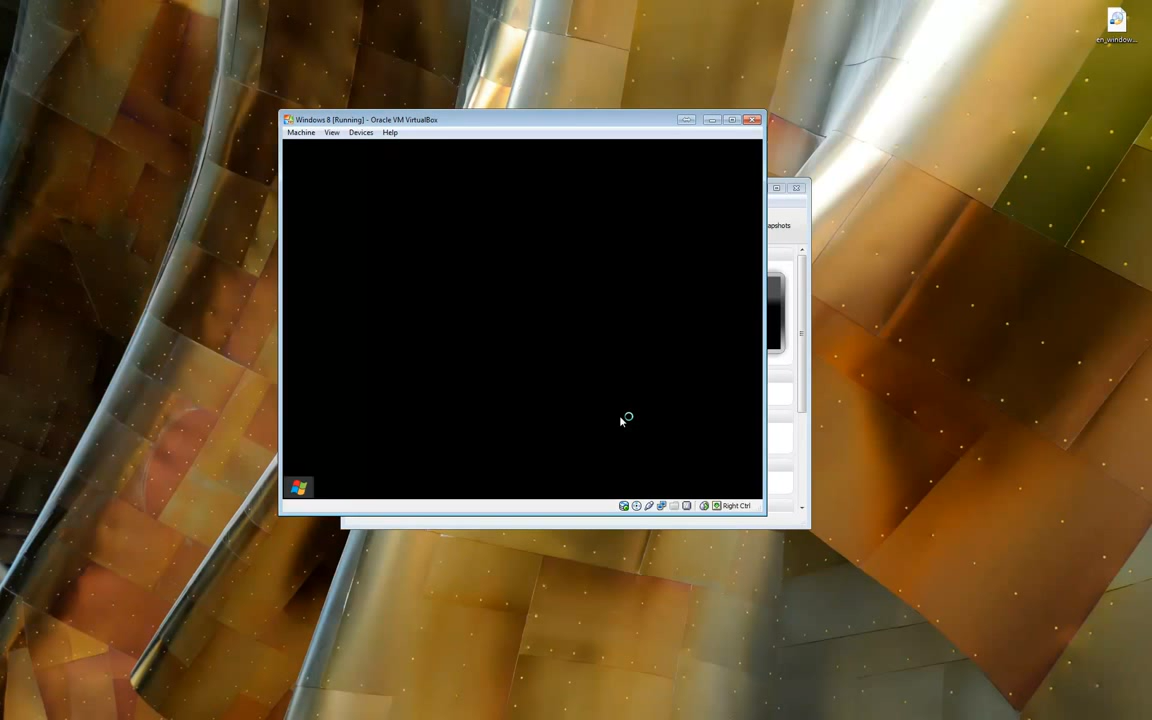 en_window...
Windows 8 [Running] - Oracle VM VirtualBox
Machine View Devices Help
apshots
Right Ctrl